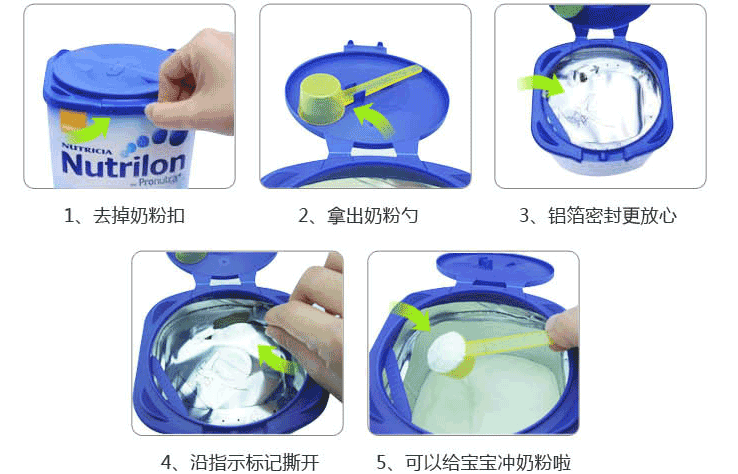 NUTRICIA
Nutrilon
1、去掉奶粉扣
2、拿出奶粉勺
3、铝箔密封更放心
4、沿指示标记撕开
5、可以给宝宝冲奶粉啦